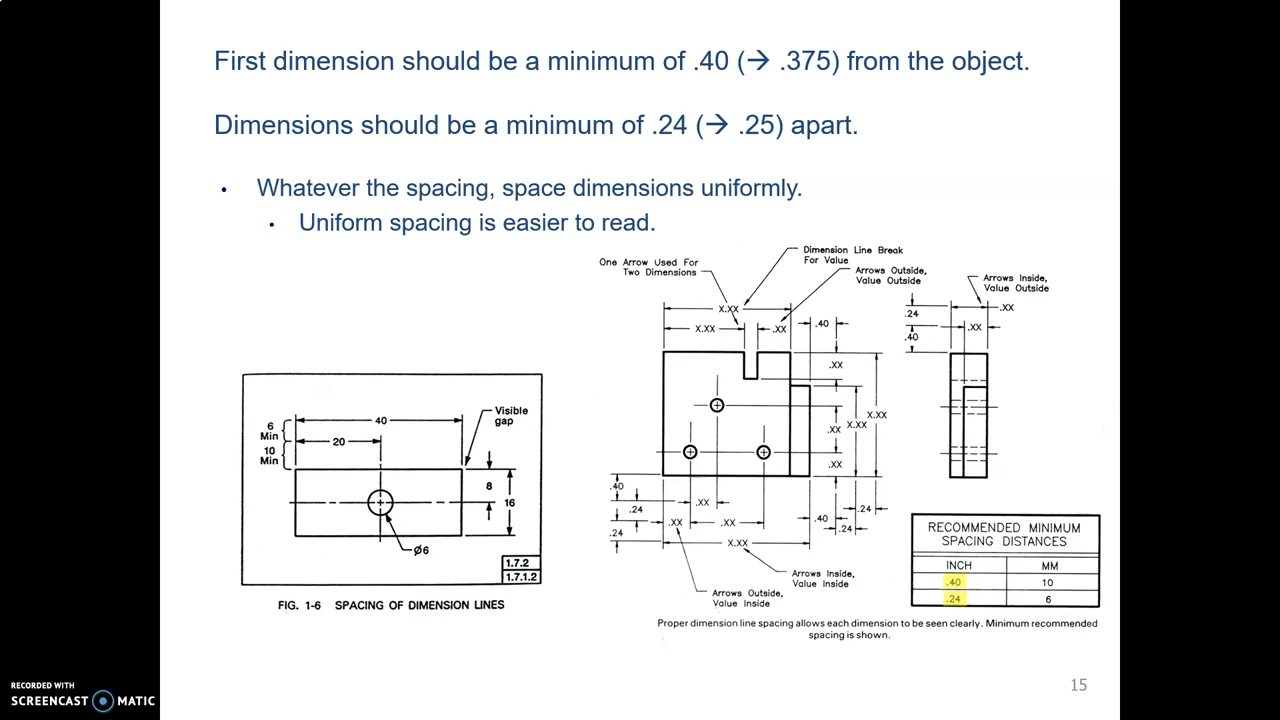 First dimension should be a minimum of .40 (→ .375) from the object.
Dimensions should be a minimum of .24 (→ .25) apart.
• Whatever the spacing, space dimensions uniformly.
• Uniform spacing is easier to read.
One Arrow Used For
Two Dimensions
Dimension Line Break
For Value
Arrows Outside,
Value Outside
Arrows Inside,
Value Outside
X.XX
X.XX
.XX
.40
.XX
X.XX
.XX
X.XX
.XX
.40
.24
.24
.XX
.XX
.XX
X.XX
.40
.24
.24
.24
.40
.XX
.XX
Arrows Inside,
Value Inside
Arrows Outside,
Value Inside
6
Min
10
Min
40
20
Visible
gap
8
16
Ø6
1.7.2
1.7.1.2
FIG. 1-6 SPACING OF DIMENSION LINES
RECOMMENDED MINIMUM
SPACING DISTANCES
INCH MM
.40 10
.24 6
Proper dimension line spacing allows each dimension to be seen clearly. Minimum recommended
spacing is shown.
15
RECORDED WITH
SCREENCAST MATIC